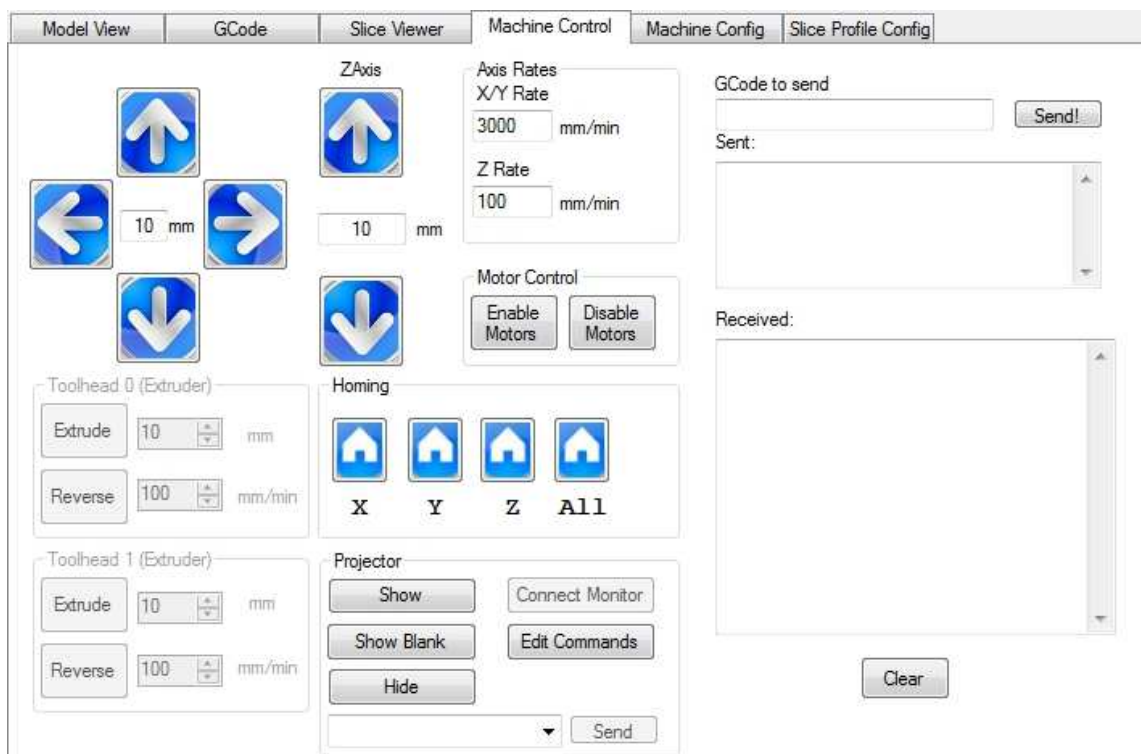 Model View
GCode
Slice Viewer
Machine Control
Machine Config
Slice Profile Config
ZAxis
10 mm
10 mm
Axis Rates
X/Y Rate
3000 mm/min
Z Rate
100 mm/min
Motor Control
Enable
Motors
Disable
Motors
Toolhead 0 (Extruder)
Extrude 10 mm
Reverse 100 mm/min
Homing
X Y Z All
Toolhead 1 (Extruder)
Extrude 10 mm
Reverse 100 mm/min
Projector
Show
Connect Monitor
Show Blank
Edit Commands
Hide
Send
GCode to send
Send!
Sent:
Received:
Clear